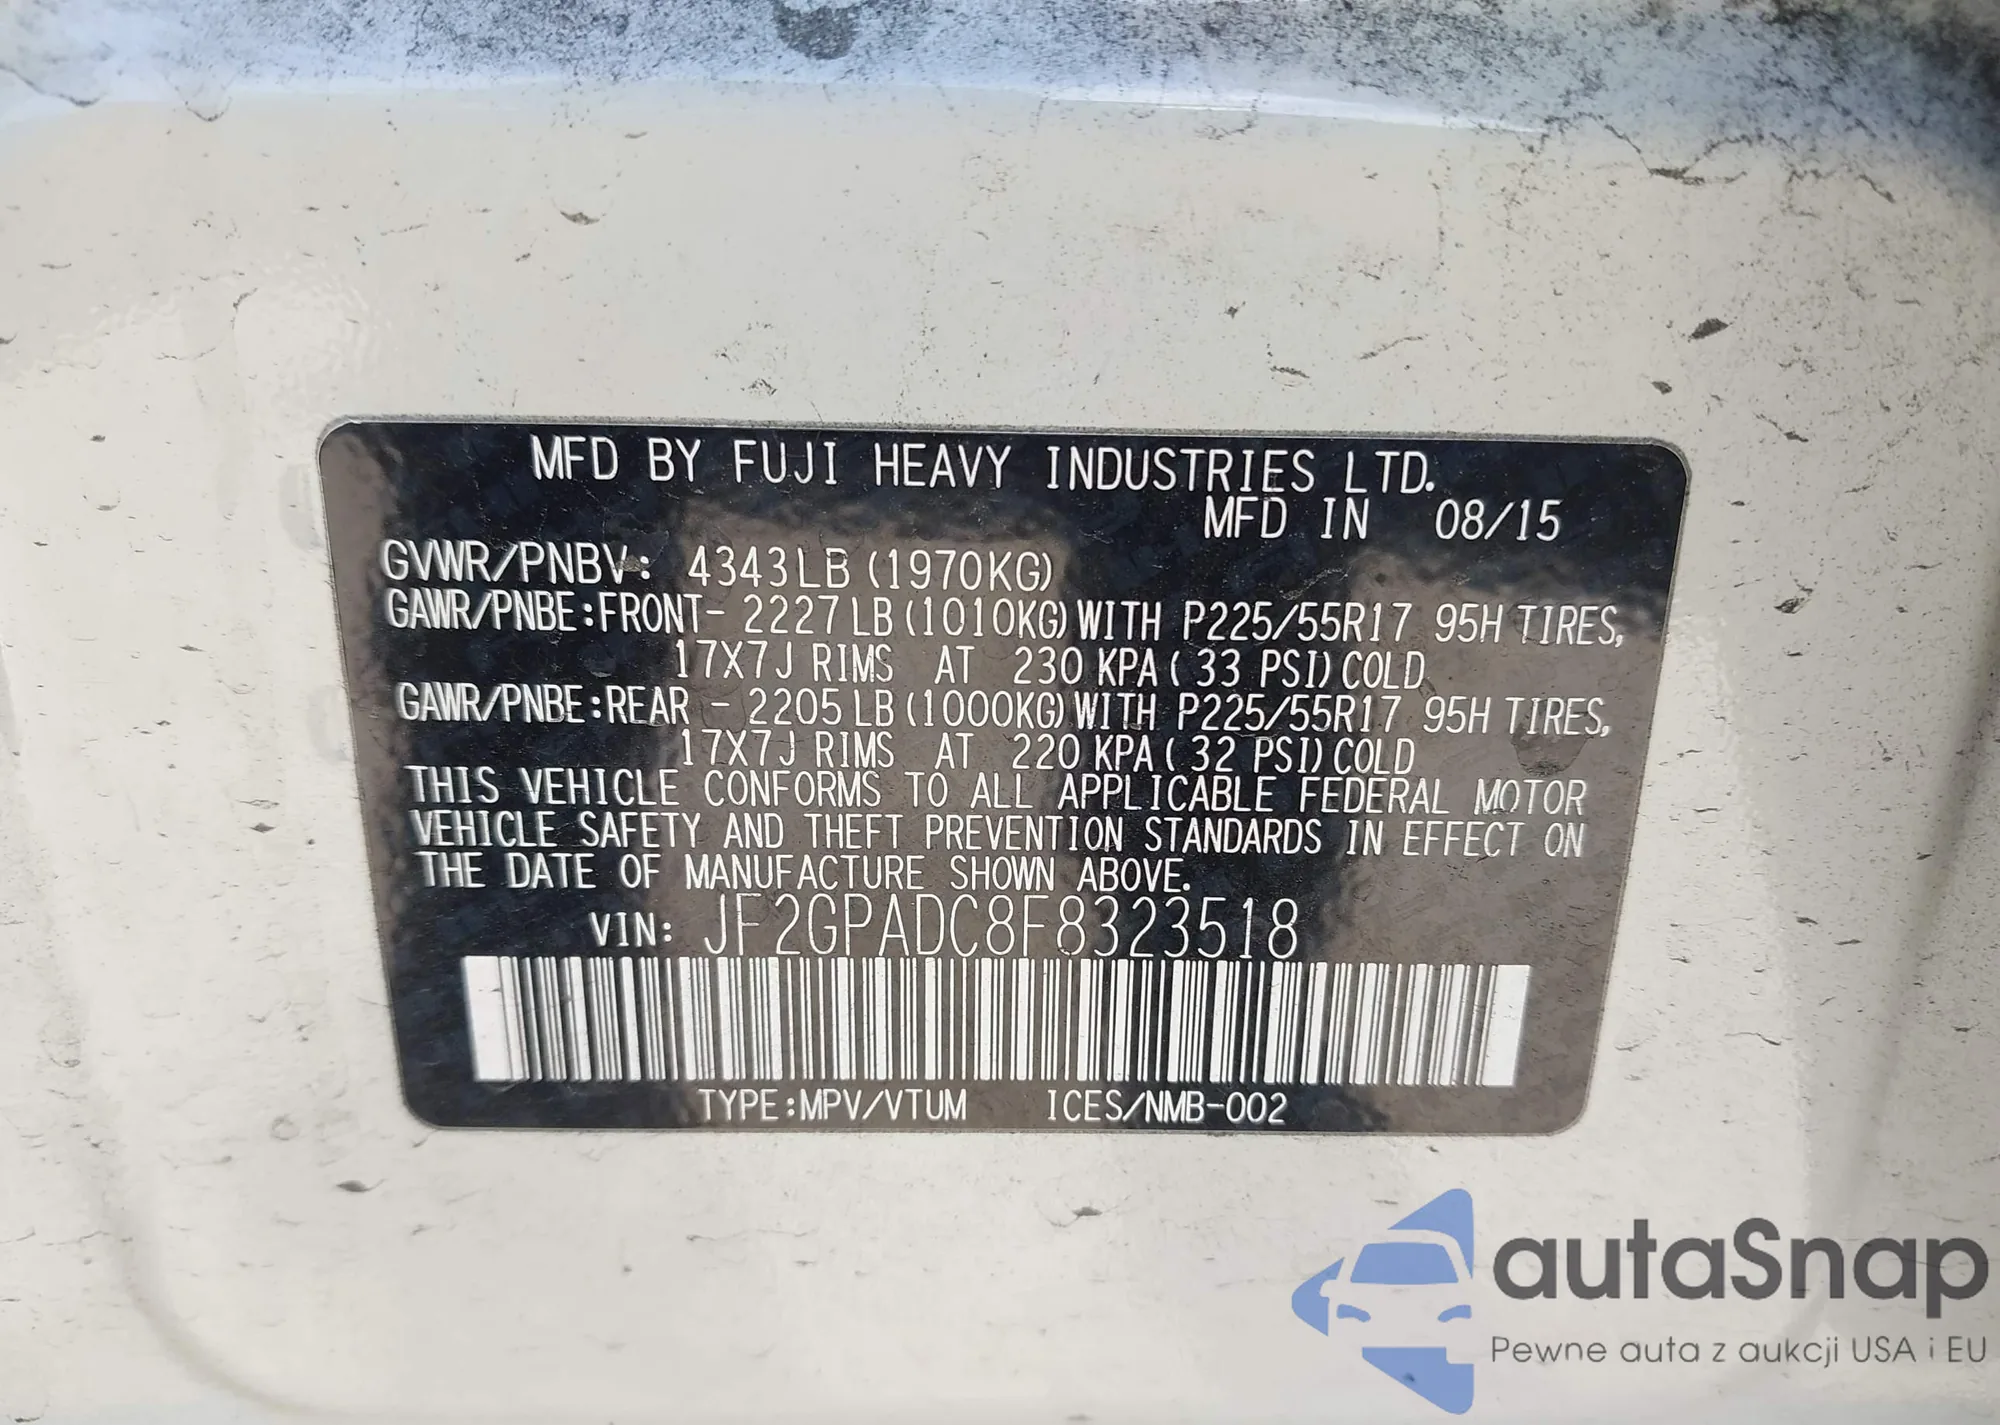 MFD BY FUJI HEAVY INDUSTRIES LTD.
MFD IN 08/15
GVWR/PNBV: 4343LB (1970KG)
GAWR/PNBE:FRONT- 2227LB(1010KG)WITH P225/55R17 95H TIRES,
17X7J RIMS AT 230 KPA( 33 PSI)COLD
GAWR/PNBE:REAR - 2205LB(1000KG)WITH P225/55R17 95H TIRES,
17X7J RIMS AT 220 KPA( 32 PSI)COLD
THIS VEHICLE CONFORMS TO ALL APPLICABLE FEDERAL MOTOR
VEHICLE SAFETY AND THEFT PREVENTION STANDARDS IN EFFECT ON
THE DATE OF MANUFACTURE SHOWN ABOVE.
VIN: JF2GPADC8F8323518
TYPE:MPV/VTUM ICES/NMB-002
autaSnap
Pewne auta z aukcji USA i EU